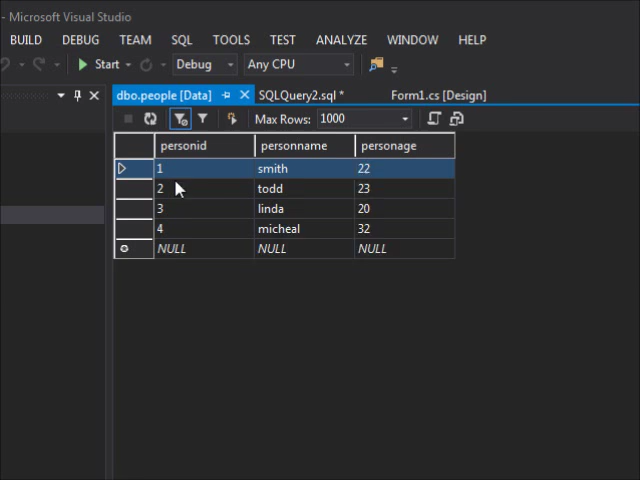 - Microsoft Visual Studio
BUILD DEBUG TEAM SQL TOOLS TEST ANALYZE WINDOW HELP
Start Debug Any CPU
dbo.people [Data] SQLQuery2.sql * Form1.cs [Design]
Max Rows: 1000
personid personname personage
1 smith 22
2 todd 23
3 linda 20
4 micheal 32
NULL NULL NULL